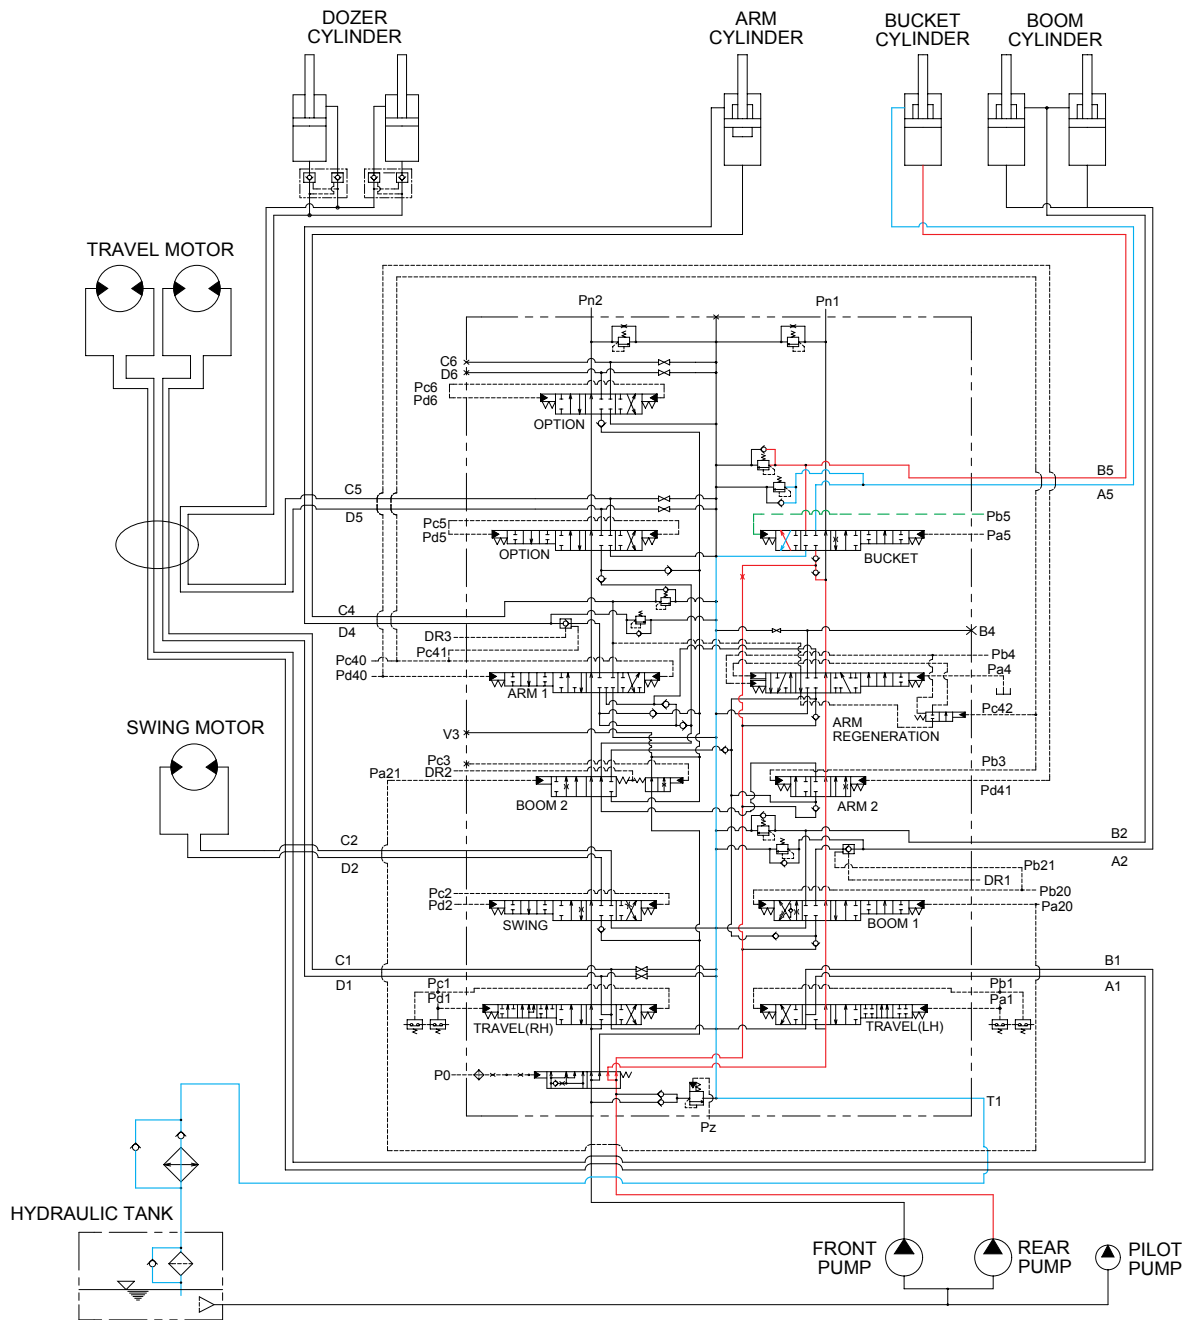 DOZER
CYLINDER
ARM
CYLINDER
BUCKET
CYLINDER
BOOM
CYLINDER
TRAVEL MOTOR
Pn2
Pn1
C6
D6
Pc6
Pd6
OPTION
B5
A5
C5
D5
Pc5
Pd5
OPTION
Pb5
Pa5
BUCKET
C4
D4
DR3
Pc41
Pc40
Pd40
ARM 1
B4
Pb4
Pa4
Pc42
ARM
REGENERATION
SWING MOTOR
V3
Pc3
DR2
Pa21
BOOM 2
Pb3
Pd41
ARM 2
C2
D2
B2
A2
Pb21
DR1
Pc2
Pd2
SWING
Pb20
Pa20
BOOM 1
C1
D1
B1
A1
Pc1
Pd1
TRAVEL(RH)
Pb1
Pa1
TRAVEL(LH)
P0
Pz
T1
HYDRAULIC TANK
FRONT
PUMP
REAR
PUMP
PILOT
PUMP